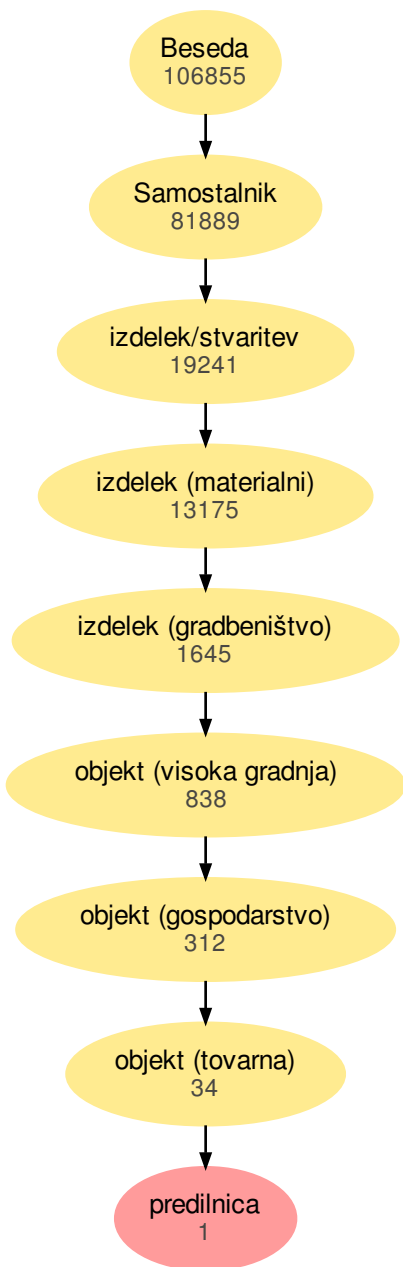 Beseda
106855
Samostalnik
81889
izdelek/stvaritev
19241
izdelek (materialni)
13175
izdelek (gradbeništvo)
1645
objekt (visoka gradnja)
838
objekt (gospodarstvo)
312
objekt (tovarna)
34
predilnica
1